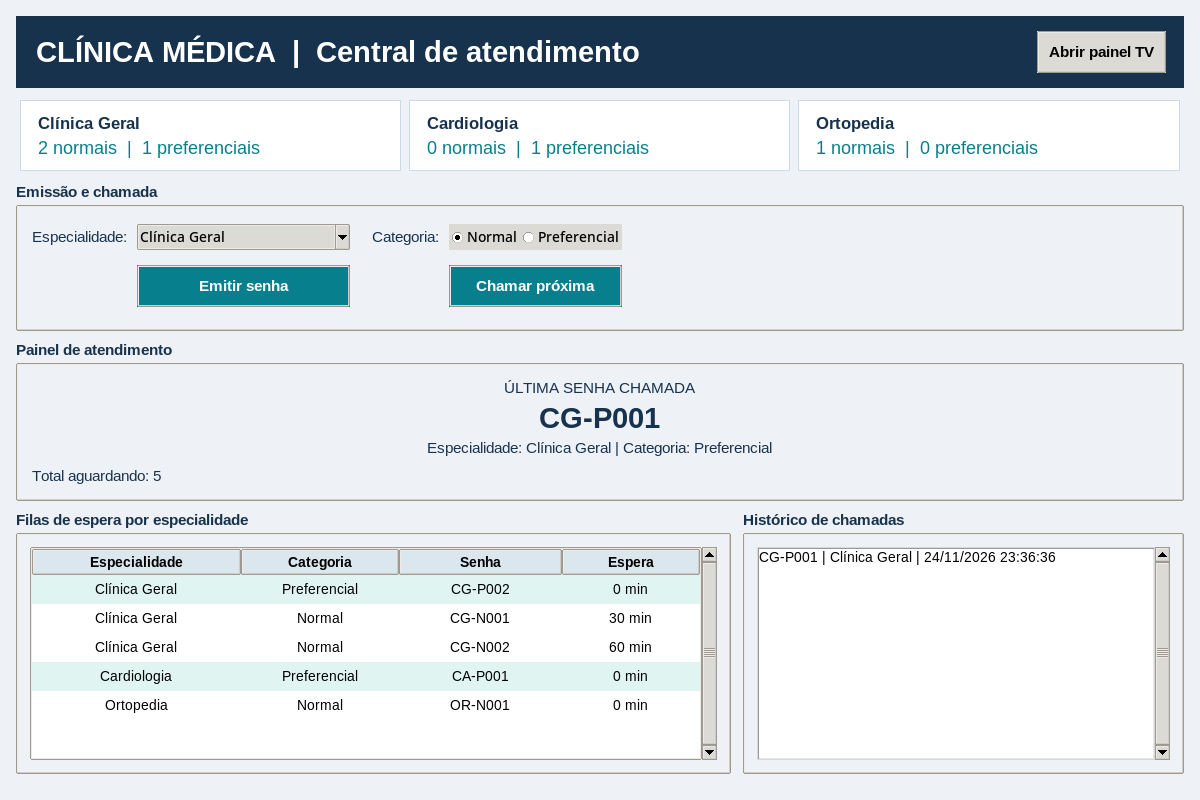 CLÍNICA MÉDICA | Central de atendimento
Abrir painel TV
Clínica Geral
2 normais | 1 preferenciais
Cardiologia
0 normais | 1 preferenciais
Ortopedia
1 normais | 0 preferenciais
Emissão e chamada
Especialidade: Clínica Geral Categoria: Normal Preferencial
Emitir senha Chamar próxima
Painel de atendimento
ÚLTIMA SENHA CHAMADA
CG-P001
Especialidade: Clínica Geral | Categoria: Preferencial
Total aguardando: 5
Filas de espera por especialidade
Especialidade Categoria Senha Espera
Clínica Geral Preferencial CG-P002 0 min
Clínica Geral Normal CG-N001 30 min
Clínica Geral Normal CG-N002 60 min
Cardiologia Preferencial CA-P001 0 min
Ortopedia Normal OR-N001 0 min
Histórico de chamadas
CG-P001 | Clínica Geral | 24/11/2026 23:36:36